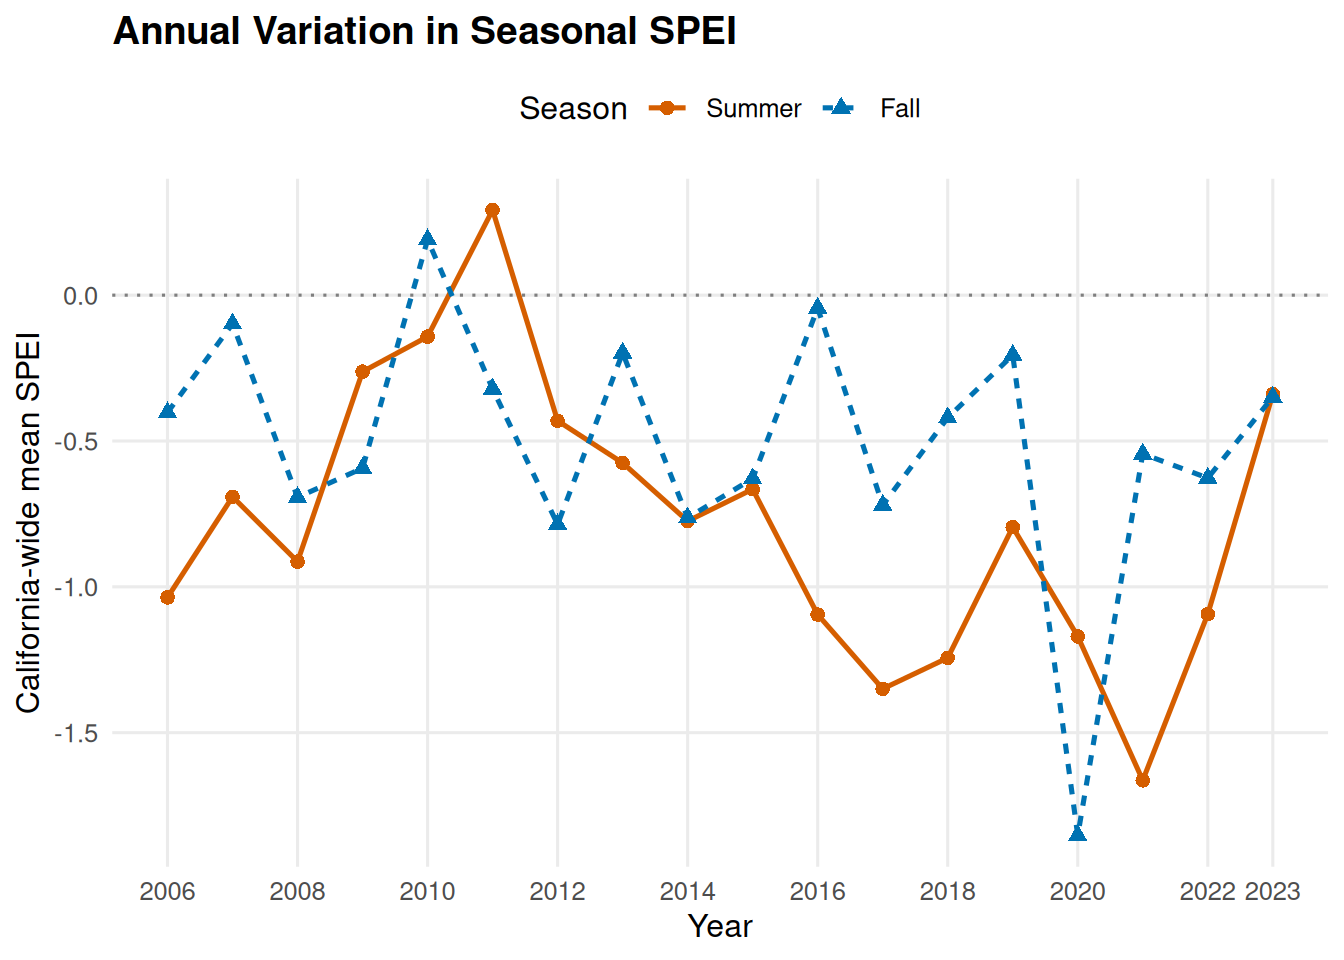 Annual Variation in Seasonal SPEI
Season Summer Fall
California-wide mean SPEI
0.0
-0.5
-1.0
-1.5
2006 2008 2010 2012 2014 2016 2018 2020 2022 2023
Year